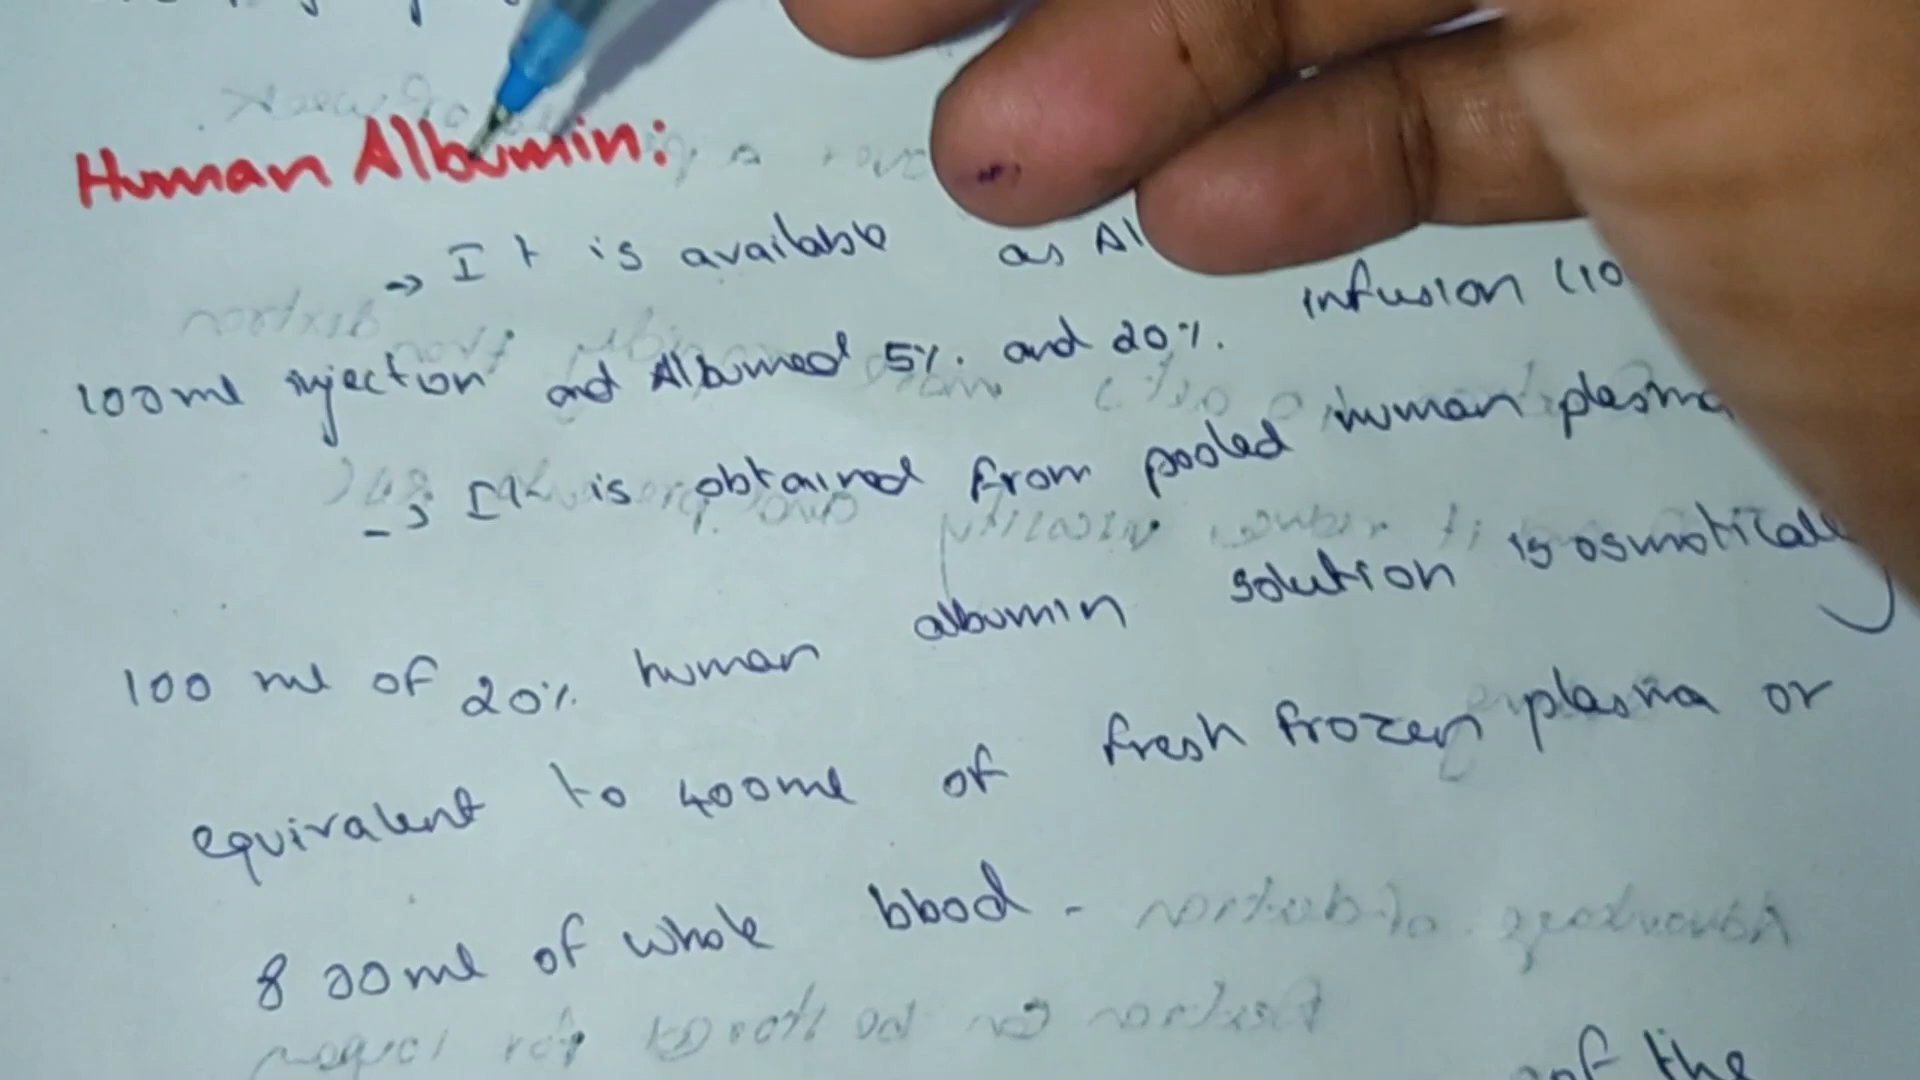 Human Albumin:
→ It is available as Al
100ml injection and Albumed 5%. and 20%. infusion (10
→ It is obtained from pooled human plasma
100 ml of 20% human albumin solution is osmotically
equivalent to 400ml of fresh frozen plasma or
800ml of whole blood -
of the